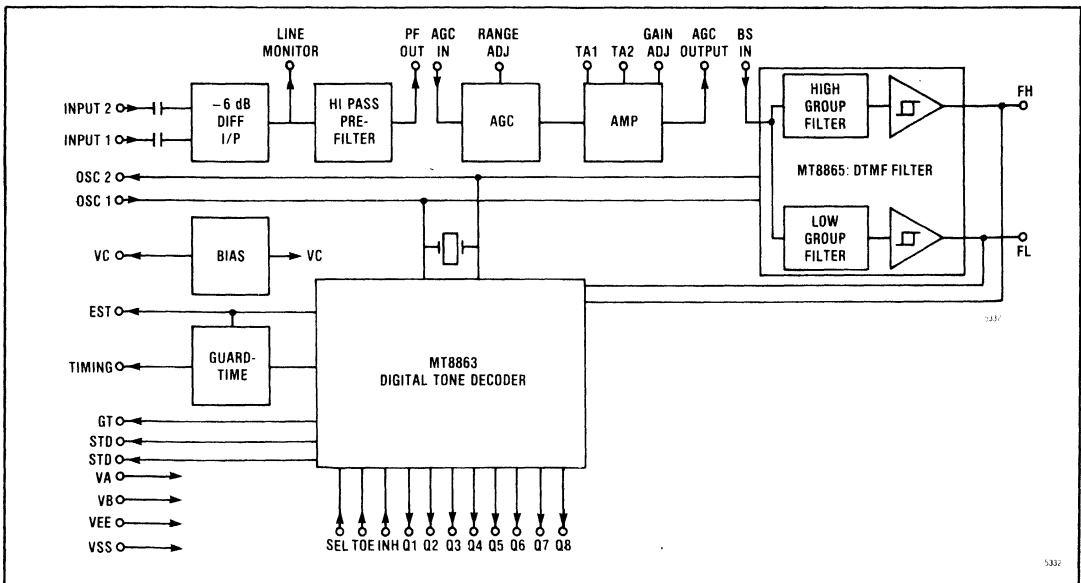 LINE
MONITOR
PF
OUT
AGC
IN
RANGE
ADJ
TA1
TA2
GAIN
ADJ
AGC
OUTPUT
BS
IN
INPUT 2
INPUT 1
−6 dB
DIFF
I/P
HI PASS
PRE-
FILTER
AGC
AMP
HIGH
GROUP
FILTER
FH
MT8865: DTMF FILTER
OSC 2
OSC 1
LOW
GROUP
FILTER
FL
VC
BIAS
VC
EST
5332
GUARD-
TIME
TIMING
MT8863
DIGITAL TONE DECODER
GT
STD
STD
VA
VB
VEE
VSS
SEL TOE INH Q1 Q2 Q3 Q4 Q5 Q6 Q7 Q8
5332